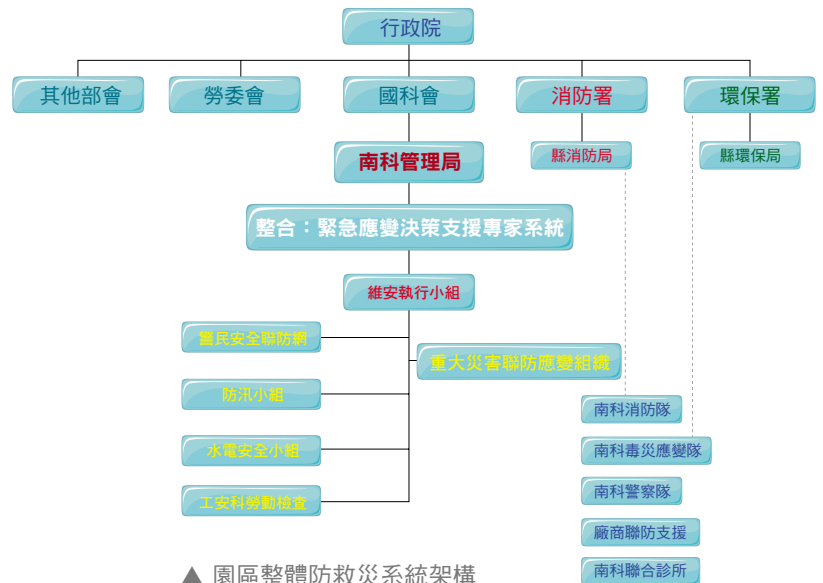 行政院
其他部會
勞委會
國科會
消防署
環保署
南科管理局
縣消防局
縣環保局
整合：緊急應變決策支援專家系統
維安執行小組
警民安全聯防網
重大災害聯防應變組織
防汛小組
水電安全小組
工安科勞動檢查
南科消防隊
南科毒災應變隊
南科警察隊
廠商聯防支援
南科聯合診所
▲ 園區整體防救災系統架構